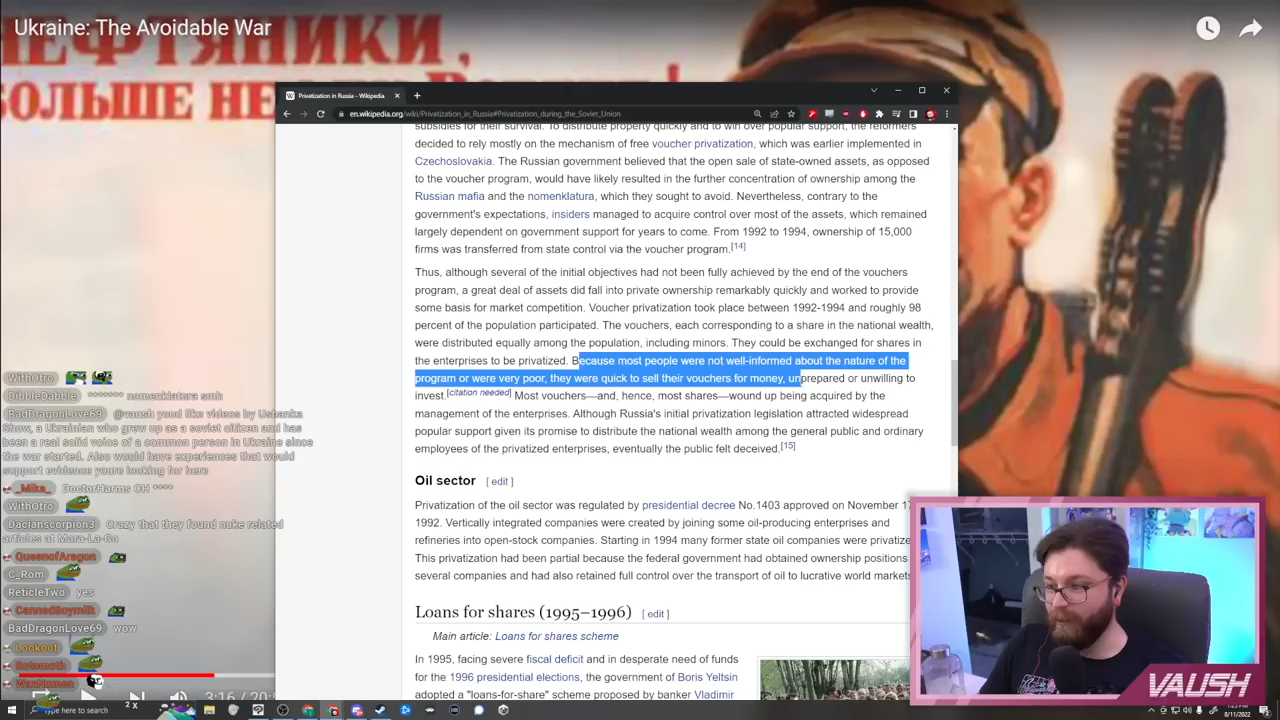 Ukraine: The Avoidable War
НЕФТЯНИКИ,
БОЛЬШЕ НЕ
Privatization in Russia - Wikipedia
en.wikipedia.org/wiki/Privatization_in_Russia#Privatization_during_the_Soviet_Union
subsidies for their survival. To distribute property quickly and to win over popular support, the reformers
decided to rely mostly on the mechanism of free voucher privatization, which was earlier implemented in
Czechoslovakia. The Russian government believed that the open sale of state-owned assets, as opposed
to the voucher program, would have likely resulted in the further concentration of ownership among the
Russian mafia and the nomenklatura, which they sought to avoid. Nevertheless, contrary to the
government's expectations, insiders managed to acquire control over most of the assets, which remained
largely dependent on government support for years to come. From 1992 to 1994, ownership of 15,000
firms was transferred from state control via the voucher program.[14]
Thus, although several of the initial objectives had not been fully achieved by the end of the vouchers
program, a great deal of assets did fall into private ownership remarkably quickly and worked to provide
some basis for market competition. Voucher privatization took place between 1992-1994 and roughly 98
percent of the population participated. The vouchers, each corresponding to a share in the national wealth,
were distributed equally among the population, including minors. They could be exchanged for shares in
the enterprises to be privatized. Because most people were not well-informed about the nature of the
program or were very poor, they were quick to sell their vouchers for money, unprepared or unwilling to
invest.[citation needed] Most vouchers—and, hence, most shares—wound up being acquired by the
management of the enterprises. Although Russia's initial privatization legislation attracted widespread
popular support given its promise to distribute the national wealth among the general public and ordinary
employees of the privatized enterprises, eventually the public felt deceived.[15]
Oil sector [ edit ]
Privatization of the oil sector was regulated by presidential decree No.1403 approved on November 17
1992. Vertically integrated companies were created by joining some oil-producing enterprises and
refineries into open-stock companies. Starting in 1994 many former state oil companies were privatize
This privatization had been partial because the federal government had obtained ownership positions
several companies and had also retained full control over the transport of oil to lucrative world markets
Loans for shares (1995–1996) [ edit ]
Main article: Loans for shares scheme
In 1995, facing severe fiscal deficit and in desperate need of funds
for the 1996 presidential elections, the government of Boris Yeltsin
adopted a "loans-for-share" scheme proposed by banker Vladimir
WithOtro
DibbleDabble ******* smh
BadDragonLove69 @vaush youd like videos by Ushanka
Show, a Ukrainian who grew up as a soviet citizen and has
been a real solid voice of a common person in Ukraine since
the war started. Also would have experiences that would
support evidence youre looking for here
_Mike_ DoctorHarms OH ****
WithOtro
Dacianscorpion3 Crazy that they found nuke related
articles at Mara-La-Go
QueenofAragon
C_Rom
ReticleTwo yes
CannedBoymilk
BadDragonLove69 wow
Lookout
Rotomoth
WaxNurson
3:16 / 20:5
Type here to search
2 x
VAUSH
8/11/2022